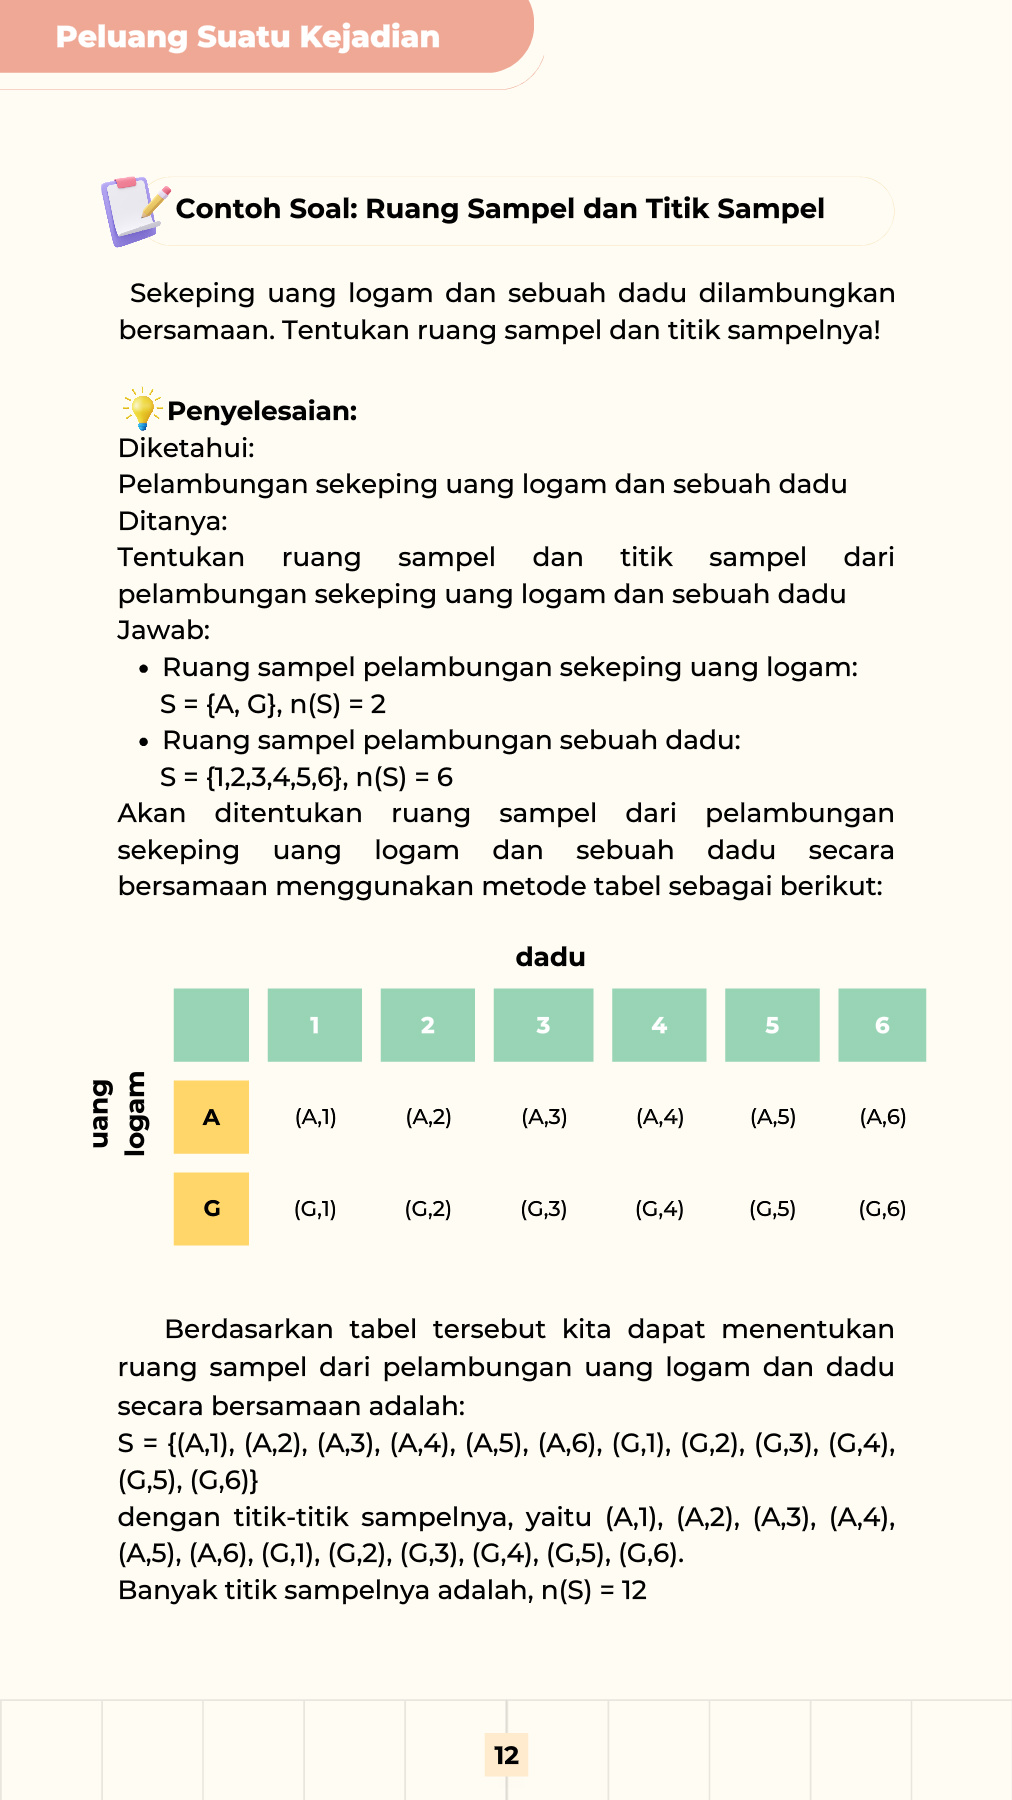 Peluang Suatu Kejadian
Contoh Soal: Ruang Sampel dan Titik Sampel
Sekeping uang logam dan sebuah dadu dilambungkan
bersamaan. Tentukan ruang sampel dan titik sampelnya!
Penyelesaian:
Diketahui:
Pelambungan sekeping uang logam dan sebuah dadu
Ditanya:
Tentukan ruang sampel dan titik sampel dari
pelambungan sekeping uang logam dan sebuah dadu
Jawab:
• Ruang sampel pelambungan sekeping uang logam:
S = {A, G}, n(S) = 2
• Ruang sampel pelambungan sebuah dadu:
S = {1,2,3,4,5,6}, n(S) = 6
Akan ditentukan ruang sampel dari pelambungan
sekeping uang logam dan sebuah dadu secara
bersamaan menggunakan metode tabel sebagai berikut:
dadu
1 2 3 4 5 6
uang
logam
A (A,1) (A,2) (A,3) (A,4) (A,5) (A,6)
G (G,1) (G,2) (G,3) (G,4) (G,5) (G,6)
Berdasarkan tabel tersebut kita dapat menentukan
ruang sampel dari pelambungan uang logam dan dadu
secara bersamaan adalah:
S = {(A,1), (A,2), (A,3), (A,4), (A,5), (A,6), (G,1), (G,2), (G,3), (G,4),
(G,5), (G,6)}
dengan titik-titik sampelnya, yaitu (A,1), (A,2), (A,3), (A,4),
(A,5), (A,6), (G,1), (G,2), (G,3), (G,4), (G,5), (G,6).
Banyak titik sampelnya adalah, n(S) = 12
12